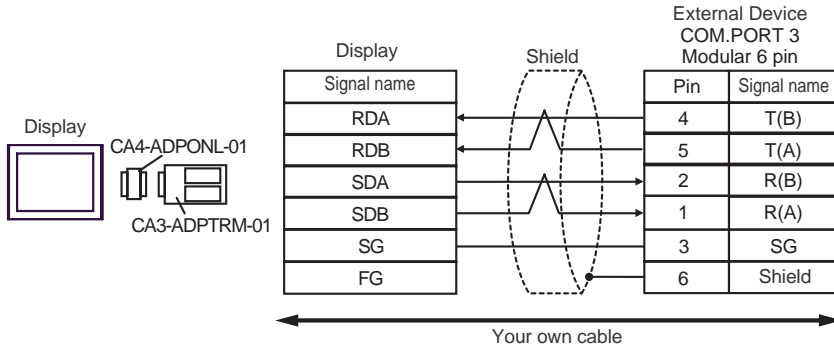 External Device
COM.PORT 3
Modular 6 pin
Display
Shield
Signal name
Pin
Signal name
RDA
4
T(B)
RDB
5
T(A)
SDA
2
R(B)
SDB
1
R(A)
SG
3
SG
FG
6
Shield
Display
CA4-ADPONL-01
CA3-ADPTRM-01
Your own cable